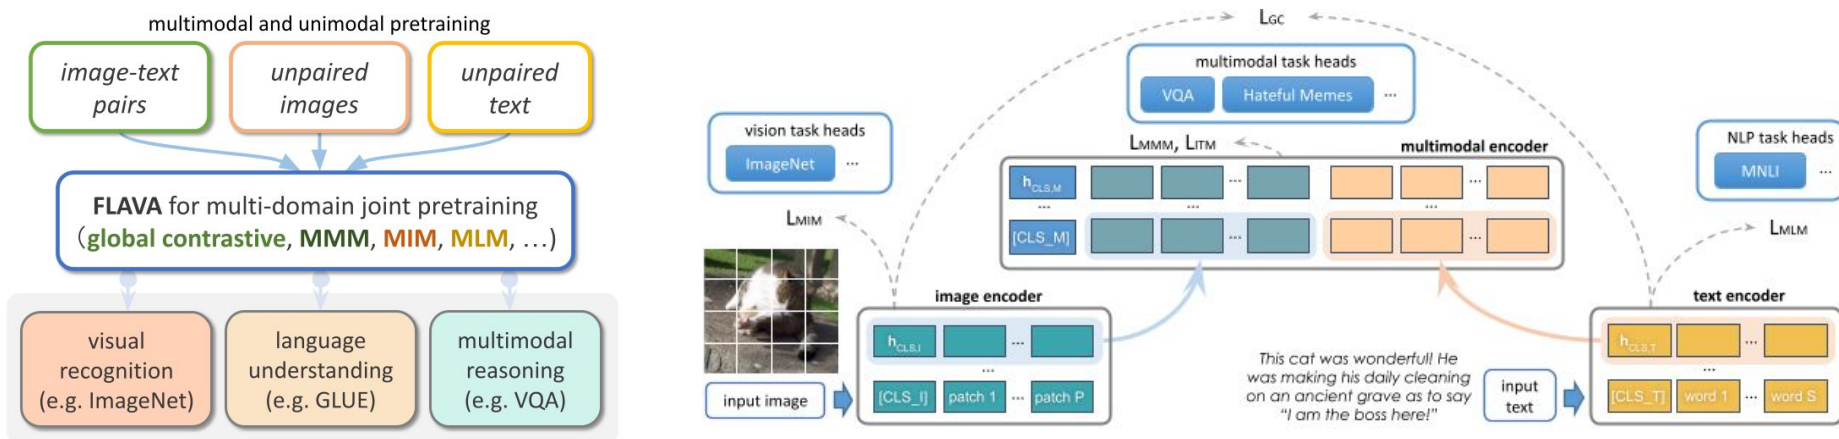 multimodal and unimodal pretraining
image-text
pairs
unpaired
images
unpaired
text
FLAVA for multi-domain joint pretraining
(global contrastive, MMM, MIM, MLM, …)
visual
recognition
(e.g. ImageNet)
language
understanding
(e.g. GLUE)
multimodal
reasoning
(e.g. VQA)
LGC
multimodal task heads
VQA
Hateful Memes
...
vision task heads
ImageNet
...
NLP task heads
MNLI
...
LMMM, LITM
multimodal encoder
hCLS,M
...
...
...
...
...
...
[CLS_M]
...
...
LMIM
LMLM
image encoder
hCLS,I
...
...
[CLS_I]
patch 1
...
patch P
input image
text encoder
hCLS,T
...
...
[CLS_T]
word 1
...
word S
This cat was wonderful! He
was making his daily cleaning
on an ancient grave as to say
“I am the boss here!”
input
text